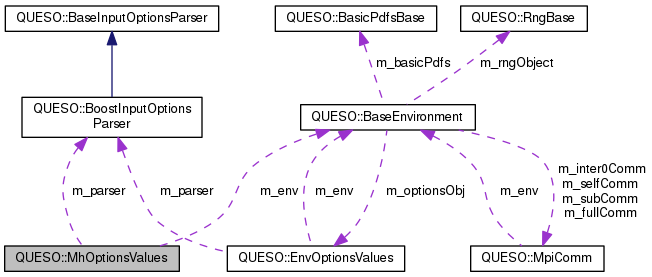 QUESO::BaseInputOptionsParser
QUESO::BasicPdfsBase
QUESO::RngBase
m_basicPdfs
m_rngObject
QUESO::BoostInputOptions
Parser
QUESO::BaseEnvironment
m_parser
m_parser
m_env
m_env
m_optionsObj
m_env
m_inter0Comm
m_selfComm
m_subComm
m_fullComm
QUESO::MhOptionsValues
QUESO::EnvOptionsValues
QUESO::MpiComm